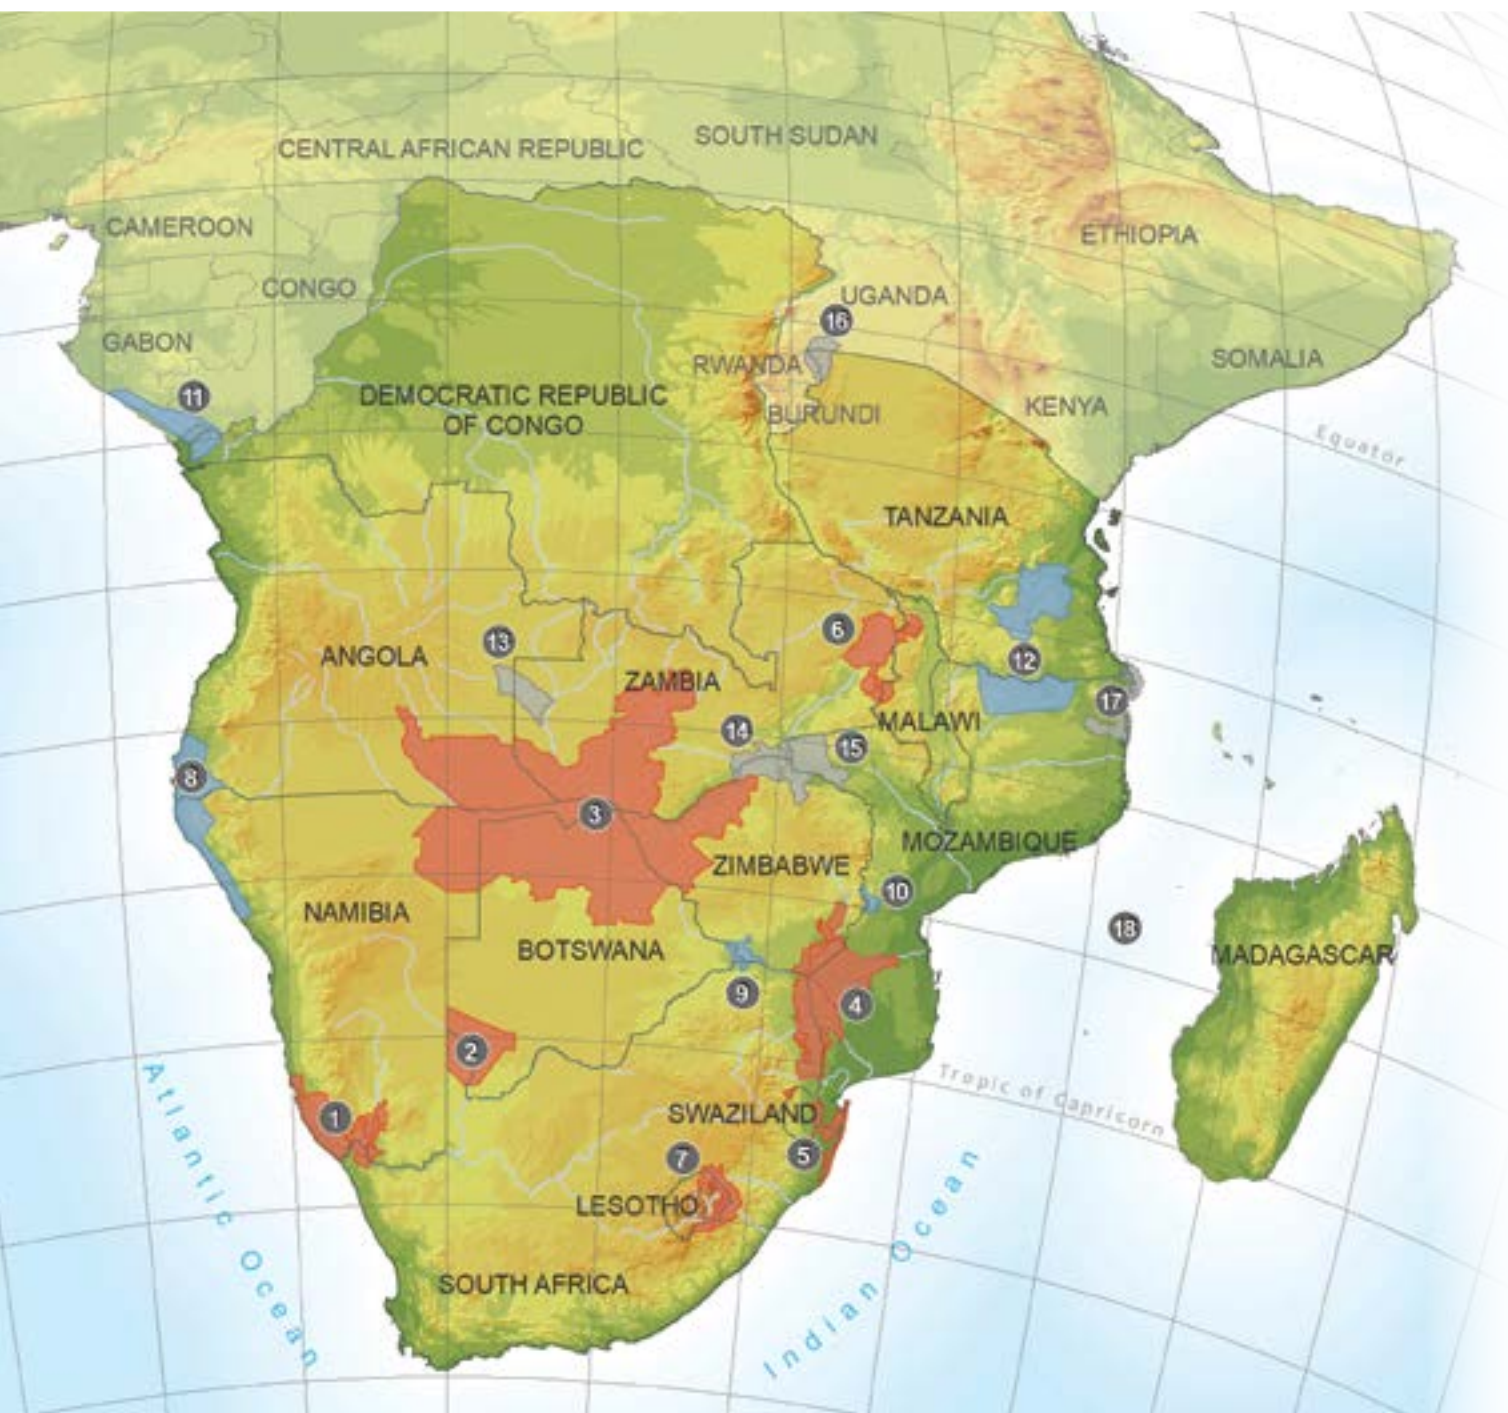 CENTRAL AFRICAN REPUBLIC
SOUTH SUDAN
CAMEROON
ETHIOPIA
CONGO
UGANDA
16
GABON
RWANDA
SOMALIA
11
DEMOCRATIC REPUBLIC
OF CONGO
BURUNDI
KENYA
Equator
TANZANIA
6
13
ANGOLA
12
ZAMBIA
17
14
MALAWI
15
8
3
MOZAMBIQUE
ZIMBABWE
10
NAMIBIA
18
BOTSWANA
MADAGASCAR
9
4
2
Tropic of Capricorn
1
SWAZILAND
7
5
LESOTHO
Atlantic Ocean
SOUTH AFRICA
Indian Ocean